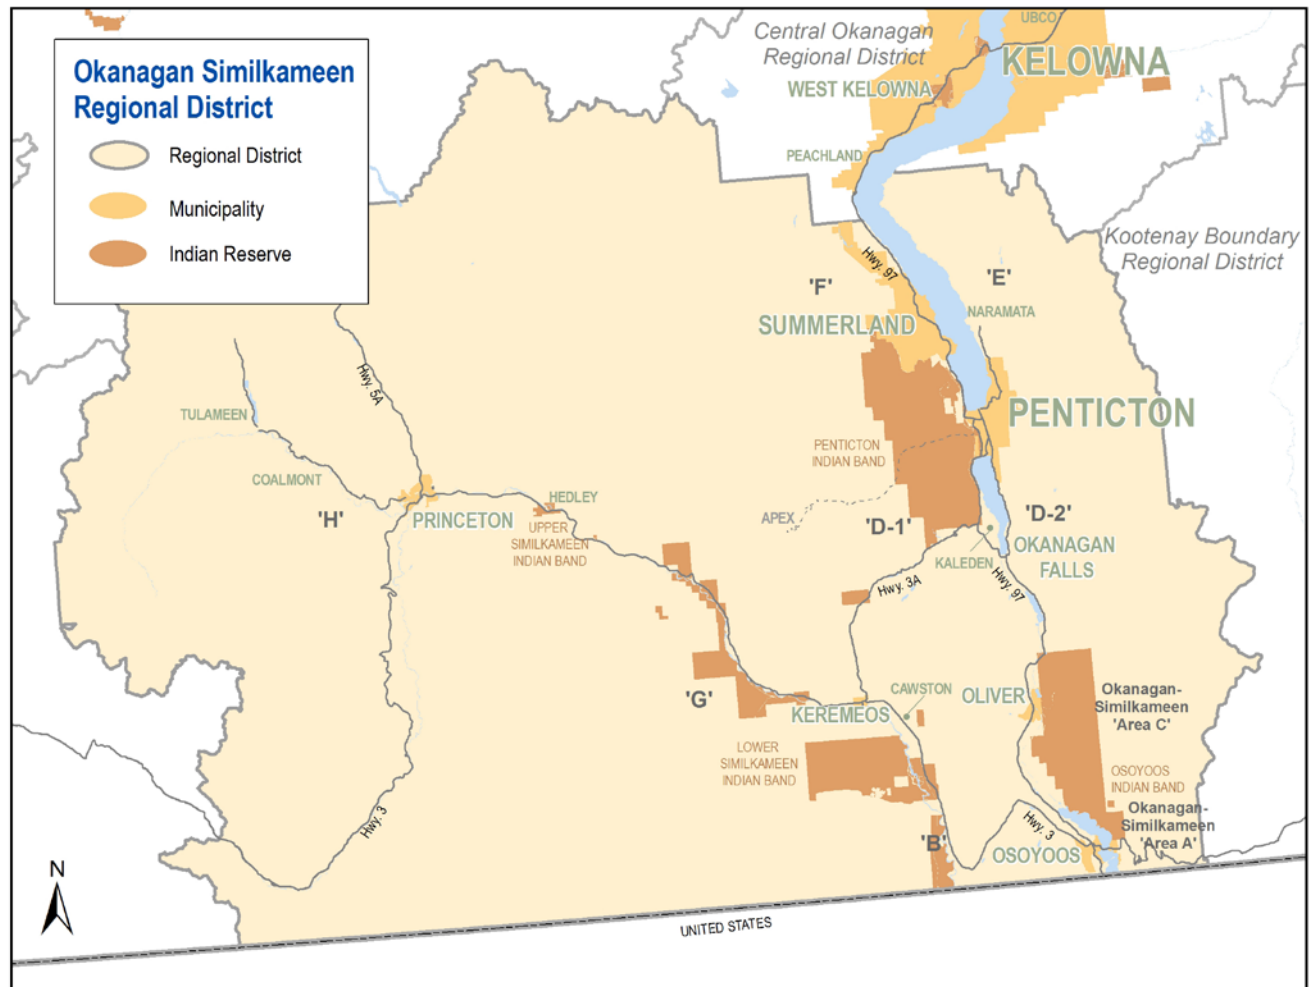 Okanagan Similkameen
Regional District
Regional District
Municipality
Indian Reserve
Central Okanagan
Regional District
UBCO
KELOWNA
WEST KELOWNA
PEACHLAND
Kootenay Boundary
Regional District
Hwy. 97
'F'
'E'
SUMMERLAND
NARAMATA
Hwy. 5A
TULAMEEN
PENTICTON
PENTICTON
INDIAN BAND
COALMONT
'H'
PRINCETON
HEDLEY
UPPER
SIMILKAMEEN
INDIAN BAND
APEX
'D-1'
'D-2'
OKANAGAN
FALLS
KALEDEN
Hwy. 3A
Hwy. 97
'G'
KEREMEOS
CAWSTON
OLIVER
Okanagan-
Similkameen
'Area C'
LOWER
SIMILKAMEEN
INDIAN BAND
OSOYOOS
INDIAN BAND
Okanagan-
Similkameen
'Area A'
Hwy. 3
Hwy. 3
'B'
OSOYOOS
N
UNITED STATES